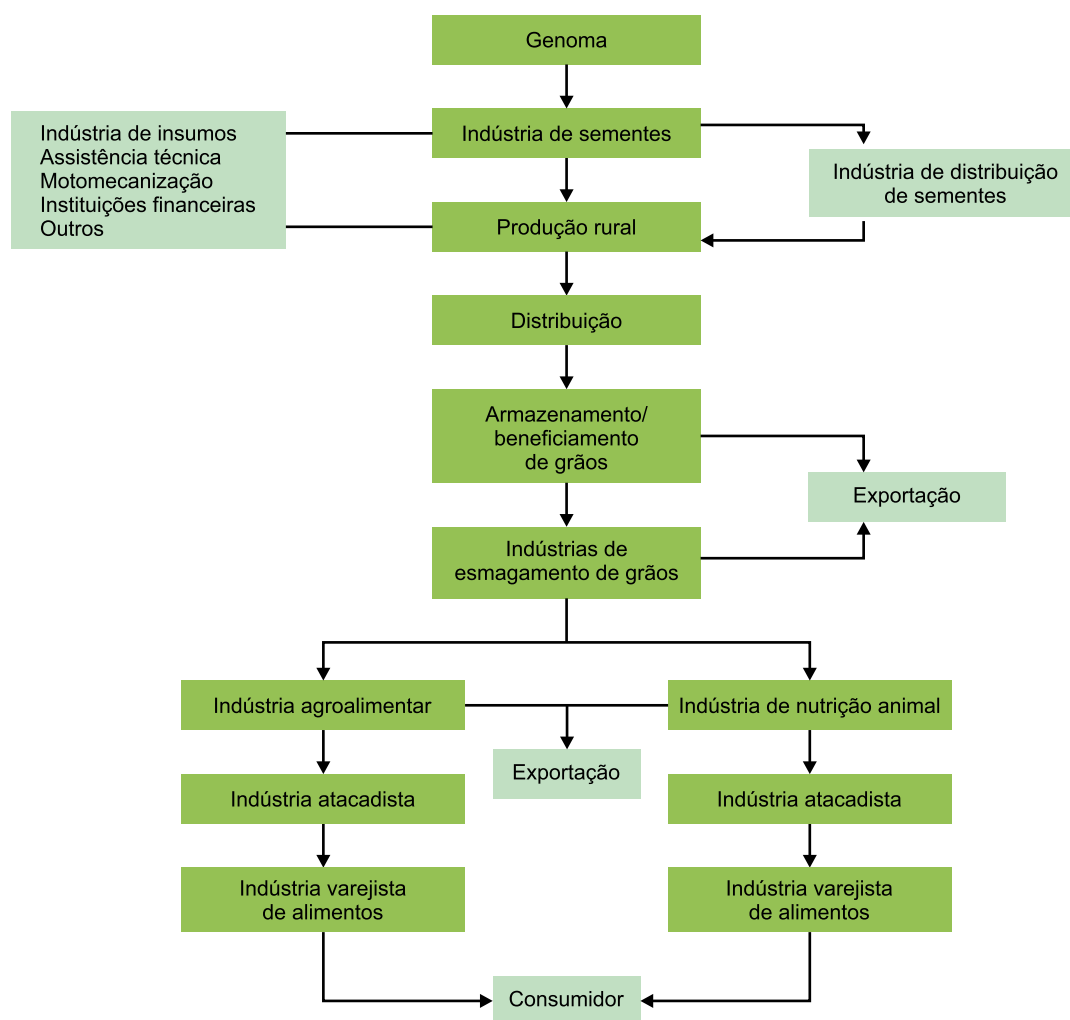 Genoma
Indústria de insumos
Assistência técnica
Motomecanização
Instituições financeiras
Outros
Indústria de sementes
Indústria de distribuição
de sementes
Produção rural
Distribuição
Armazenamento/
beneficiamento
de grãos
Exportação
Indústrias de
esmagamento de grãos
Indústria agroalimentar
Indústria de nutrição animal
Exportação
Indústria atacadista
Indústria atacadista
Indústria varejista
de alimentos
Indústria varejista
de alimentos
Consumidor